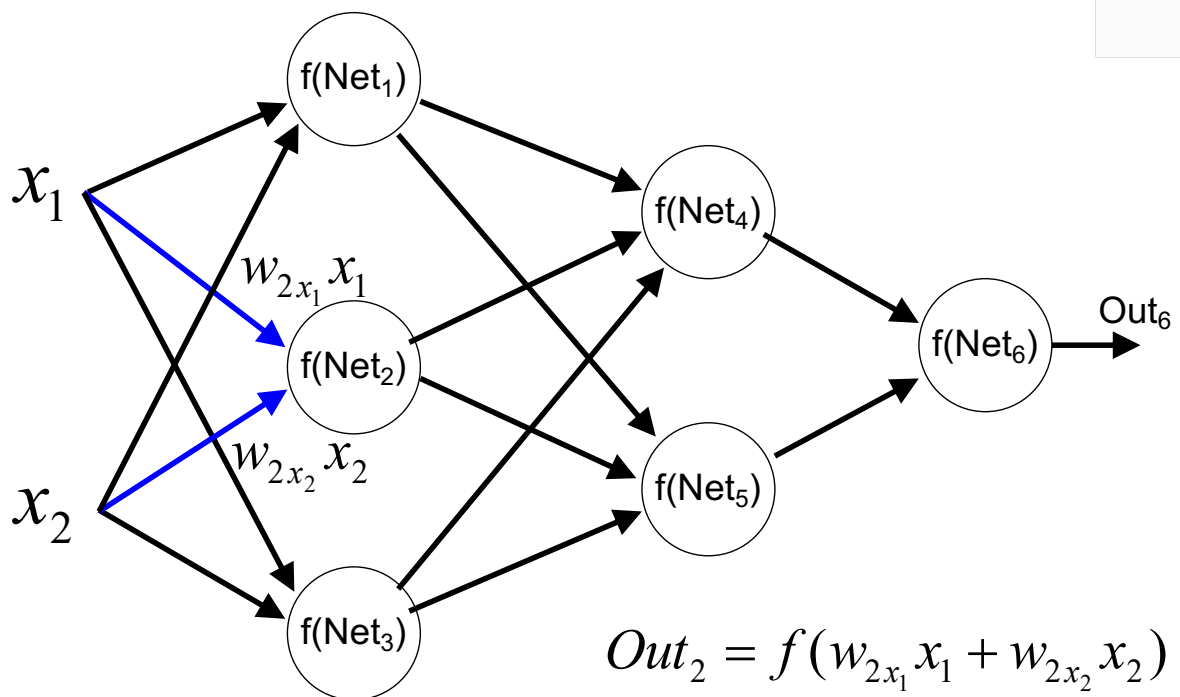 f(Net₁)
x₁
f(Net₄)
w₂ₓ₁ x₁
Out₆
f(Net₂)
f(Net₆)
w₂ₓ₂ x₂
x₂
f(Net₅)
f(Net₃)
Out₂ = f(w₂ₓ₁ x₁ + w₂ₓ₂ x₂)